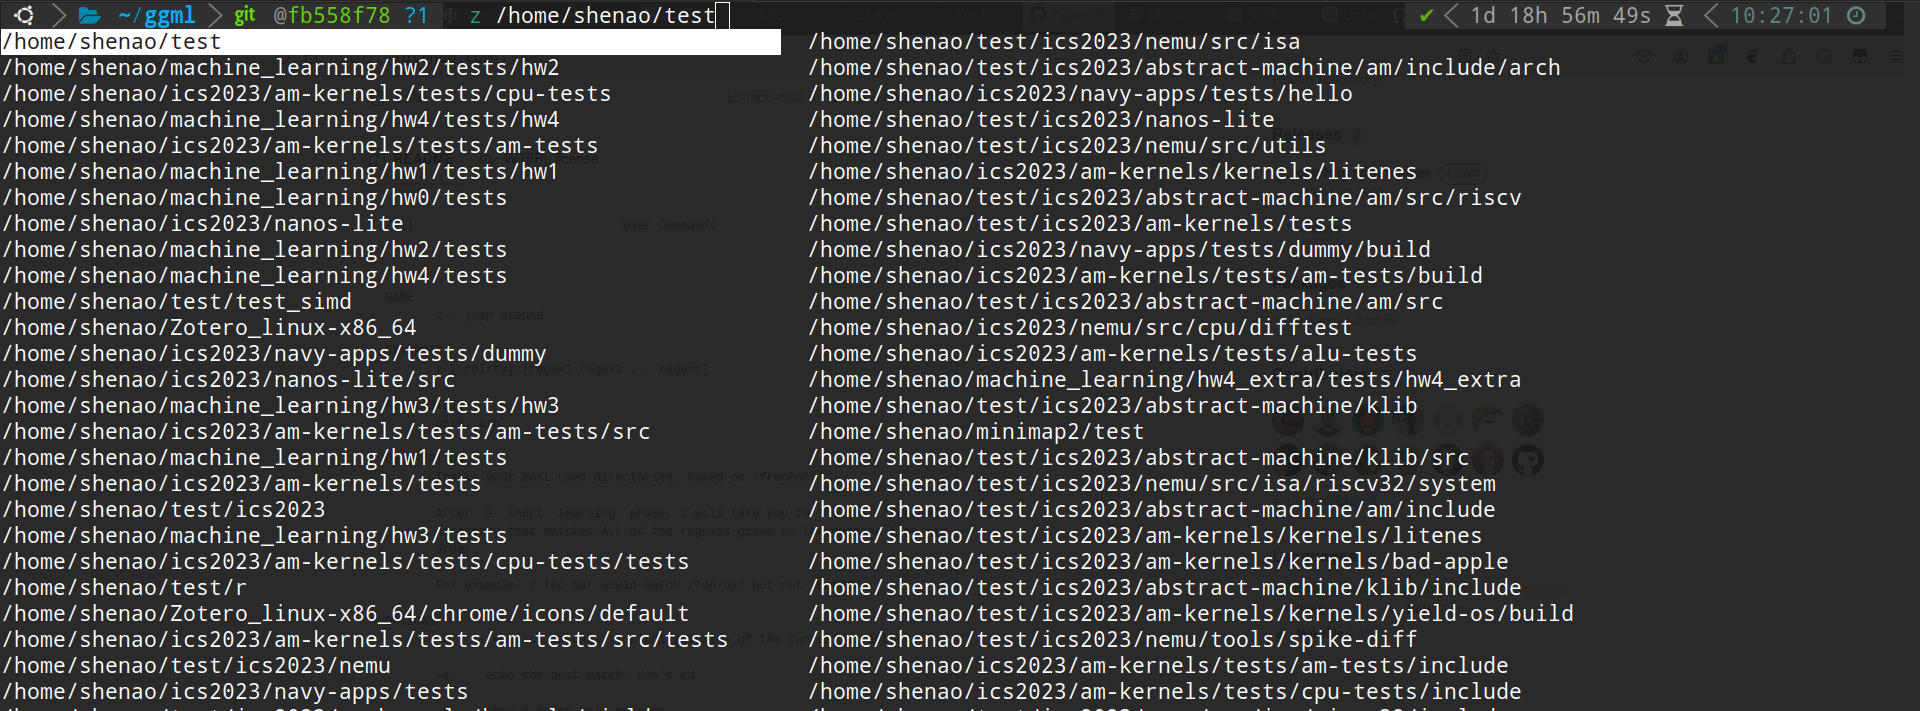 ~/ggml git @fb558f78 ?1 z /home/shenao/test ✔ 1d 18h 56m 49s 10:27:01
/home/shenao/test
/home/shenao/machine_learning/hw2/tests/hw2
/home/shenao/ics2023/am-kernels/tests/cpu-tests
/home/shenao/machine_learning/hw4/tests/hw4
/home/shenao/ics2023/am-kernels/tests/am-tests
/home/shenao/machine_learning/hw1/tests/hw1
/home/shenao/machine_learning/hw0/tests
/home/shenao/ics2023/nanos-lite
/home/shenao/machine_learning/hw2/tests
/home/shenao/machine_learning/hw4/tests
/home/shenao/test/test_simd
/home/shenao/Zotero_linux-x86_64
/home/shenao/ics2023/navy-apps/tests/dummy
/home/shenao/ics2023/nanos-lite/src
/home/shenao/machine_learning/hw3/tests/hw3
/home/shenao/ics2023/am-kernels/tests/am-tests/src
/home/shenao/machine_learning/hw1/tests
/home/shenao/ics2023/am-kernels/tests
/home/shenao/test/ics2023
/home/shenao/machine_learning/hw3/tests
/home/shenao/ics2023/am-kernels/tests/cpu-tests/tests
/home/shenao/test/r
/home/shenao/Zotero_linux-x86_64/chrome/icons/default
/home/shenao/ics2023/am-kernels/tests/am-tests/src/tests
/home/shenao/test/ics2023/nemu
/home/shenao/ics2023/navy-apps/tests
/home/shenao/test/ics2023/nemu/src/isa
/home/shenao/test/ics2023/abstract-machine/am/include/arch
/home/shenao/test/ics2023/navy-apps/tests/hello
/home/shenao/test/ics2023/nanos-lite
/home/shenao/test/ics2023/nemu/src/utils
/home/shenao/test/ics2023/am-kernels/kernels/litenes
/home/shenao/test/ics2023/abstract-machine/am/src/riscv
/home/shenao/test/ics2023/am-kernels/tests
/home/shenao/test/ics2023/navy-apps/tests/dummy/build
/home/shenao/test/ics2023/am-kernels/tests/am-tests/build
/home/shenao/test/ics2023/abstract-machine/am/src
/home/shenao/test/ics2023/nemu/src/cpu/difftest
/home/shenao/test/ics2023/am-kernels/tests/alu-tests
/home/shenao/machine_learning/hw4_extra/tests/hw4_extra
/home/shenao/test/ics2023/abstract-machine/klib
/home/shenao/minimap2/test
/home/shenao/test/ics2023/abstract-machine/klib/src
/home/shenao/test/ics2023/nemu/src/isa/riscv32/system
/home/shenao/test/ics2023/abstract-machine/am/include
/home/shenao/test/ics2023/am-kernels/kernels/litenes
/home/shenao/test/ics2023/am-kernels/kernels/bad-apple
/home/shenao/test/ics2023/abstract-machine/klib/include
/home/shenao/test/ics2023/am-kernels/kernels/yield-os/build
/home/shenao/test/ics2023/nemu/tools/spike-diff
/home/shenao/test/ics2023/am-kernels/tests/am-tests/include
/home/shenao/test/ics2023/am-kernels/tests/cpu-tests/include